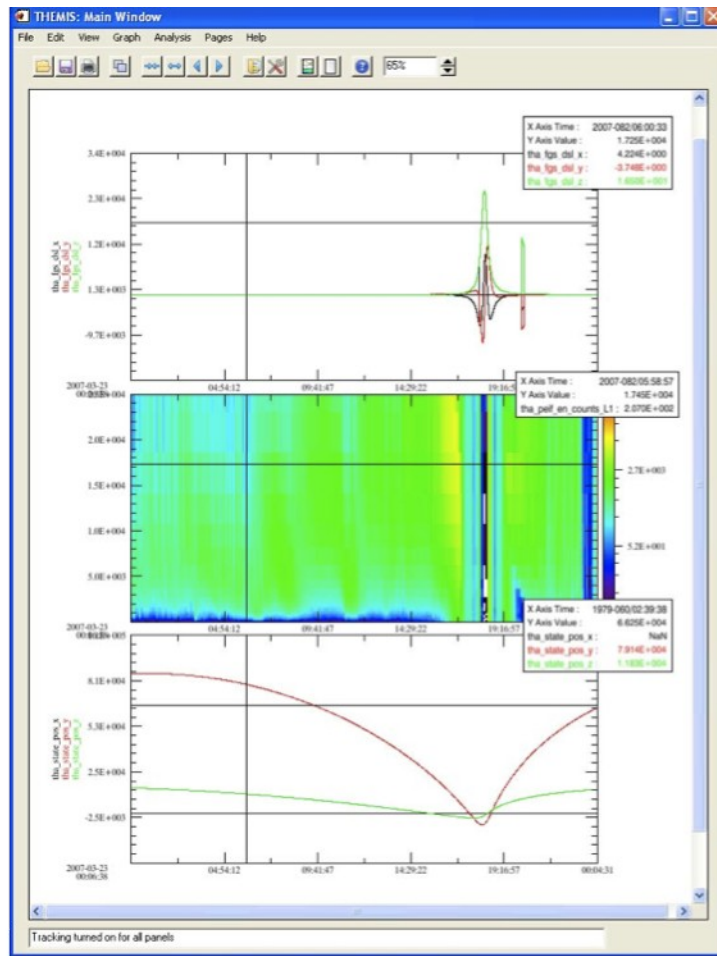 THEMIS: Main Window
File Edit View Graph Analysis Pages Help
65%
X Axis Time : 2007-082/06:00:33
Y Axis Value : 1.725E+004
tha_fgs_dsl_x : 4.224E+000
tha_fgs_dsl_y : -3.748E+000
tha_fgs_dsl_z :
3.4E+004
2.3E+004
1.2E+004
1.3E+003
-9.7E+003
tha_fgs_dsl_x
tha_fgs_dsl_y
tha_fgs_dsl_z
2007-03-23
04:54:12 09:41:47 14:29:22 19:16:57
X Axis Time : 2007-082/05:58:57
Y Axis Value : 1.745E+004
tha_peif_en_counts_L1 : 2.070E+002
2.0E+004
1.5E+004
1.0E+004
5.0E+003
2.7E+003
5.2E+001
2007-03-23
04:54:12 09:41:47 14:29:22 19:16:57
X Axis Time : 1979-060/02:39:38
Y Axis Value : 6.625E+004
tha_state_pos_x : NaN
tha_state_pos_y : 7.914E+004
tha_state_pos_z :
8.1E+004
5.3E+004
2.5E+004
-2.5E+003
tha_state_pos_x
tha_state_pos_y
tha_state_pos_z
2007-03-23
00:06:38
04:54:12 09:41:47 14:29:22 19:16:57 00:04:31
Tracking turned on for all panels